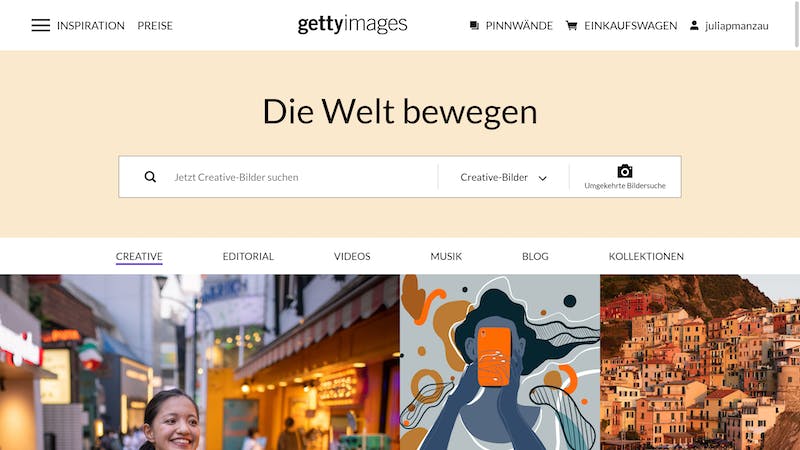 INSPIRATION PREISE gettyimages PINNWÄNDE EINKAUFSWAGEN juliapmanzau
Die Welt bewegen
Jetzt Creative-Bilder suchen Creative-Bilder Umgekehrte Bildersuche
CREATIVE EDITORIAL VIDEOS MUSIK BLOG KOLLEKTIONEN